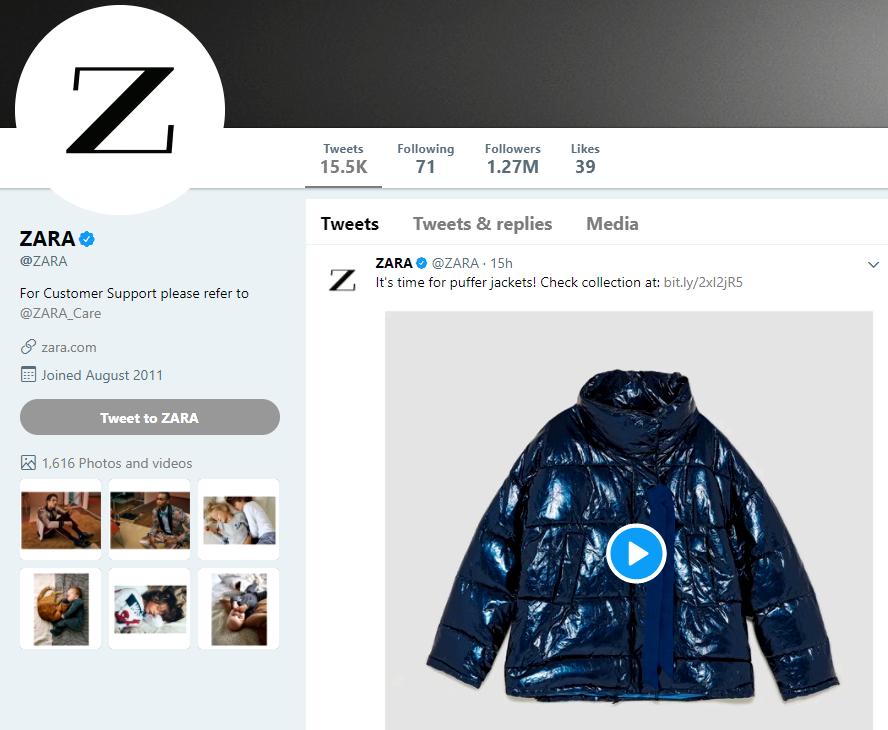 Z
Tweets
15.5K
Following
71
Followers
1.27M
Likes
39
ZARA
@ZARA
For Customer Support please refer to
@ZARA_Care
zara.com
Joined August 2011
Tweet to ZARA
1,616 Photos and videos
Tweets Tweets & replies Media
Z
ZARA @ZARA · 15h
It's time for puffer jackets! Check collection at: bit.ly/2xI2jR5